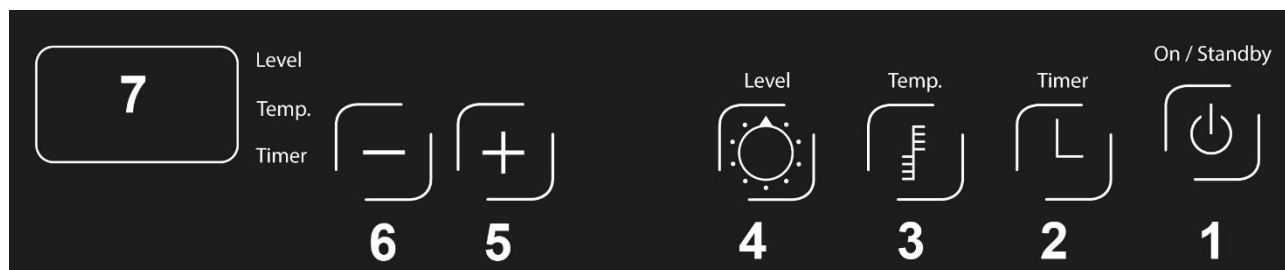 On / Standby
7
Level
Temp.
Timer
Level
Temp.
Timer
6
5
4
3
2
1